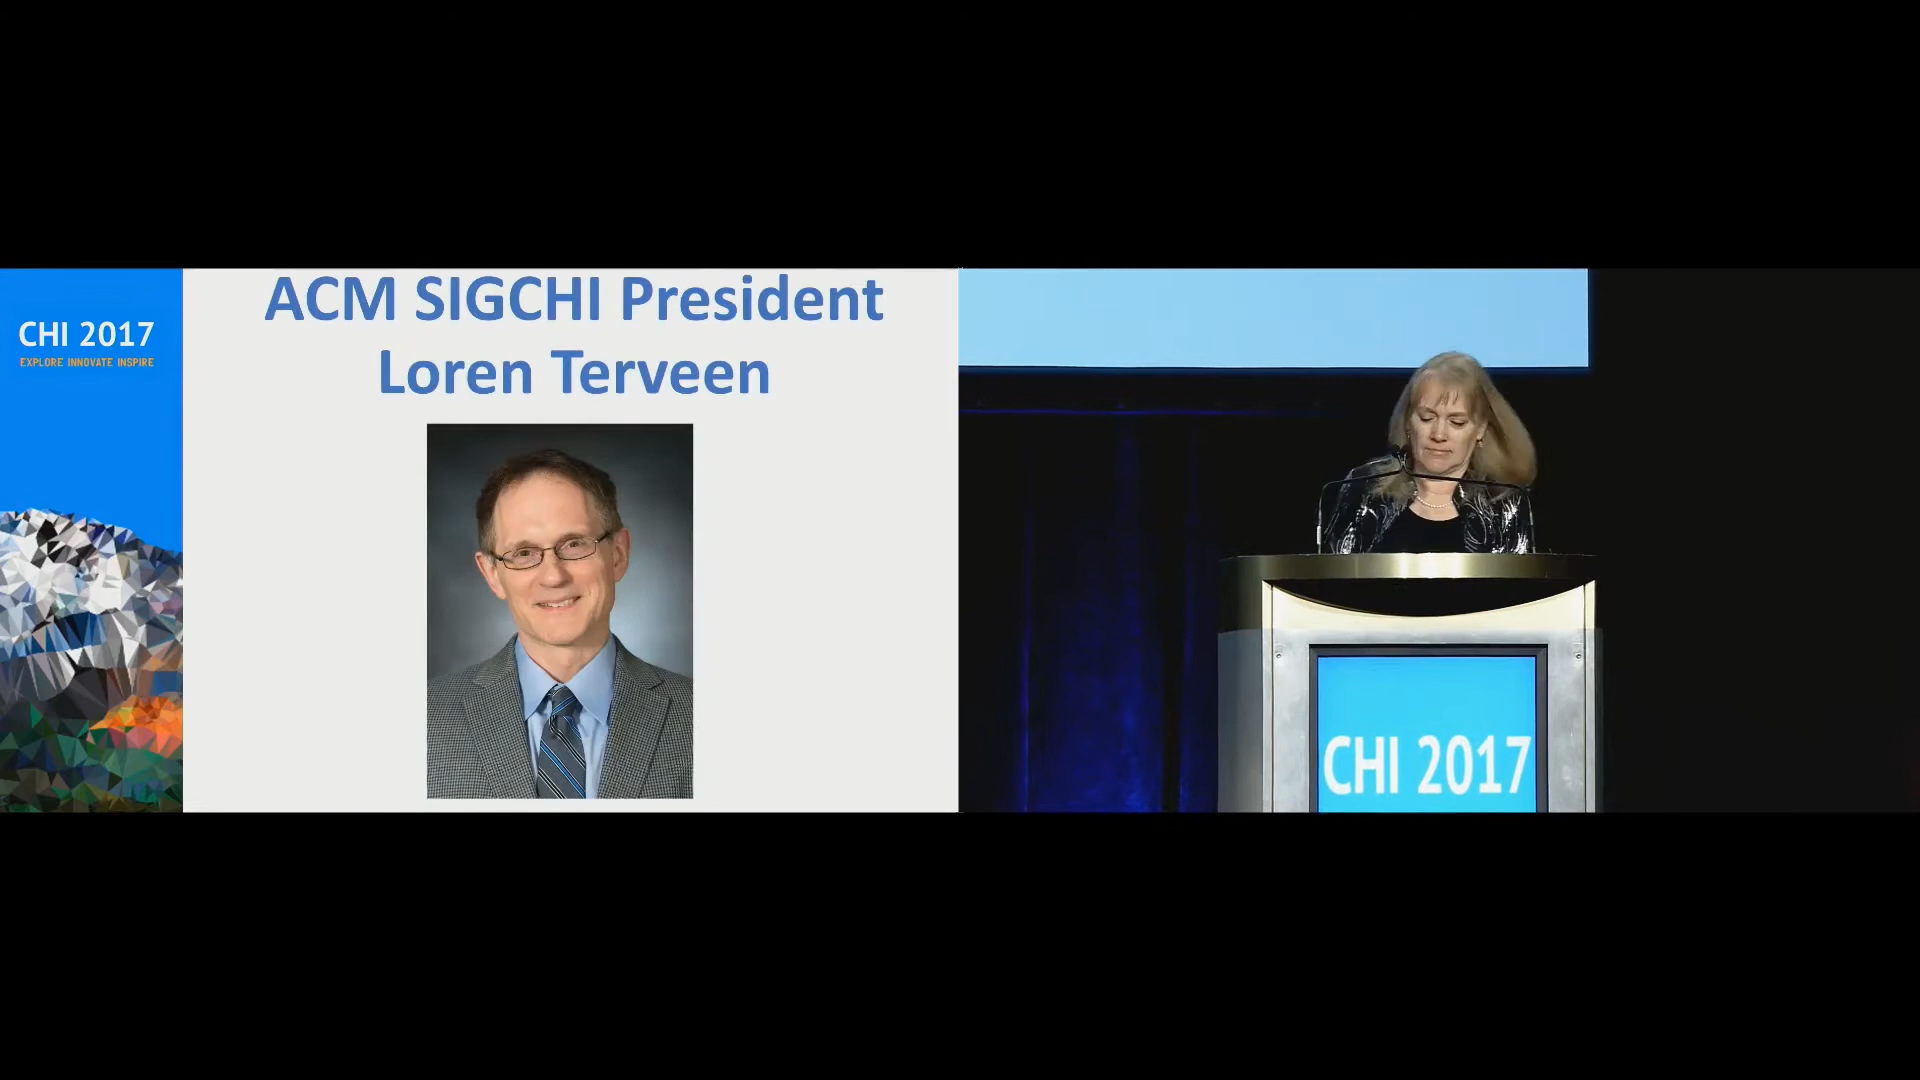 CHI 2017
EXPLORE INNOVATE INSPIRE
ACM SIGCHI President
Loren Terveen
CHI 2017